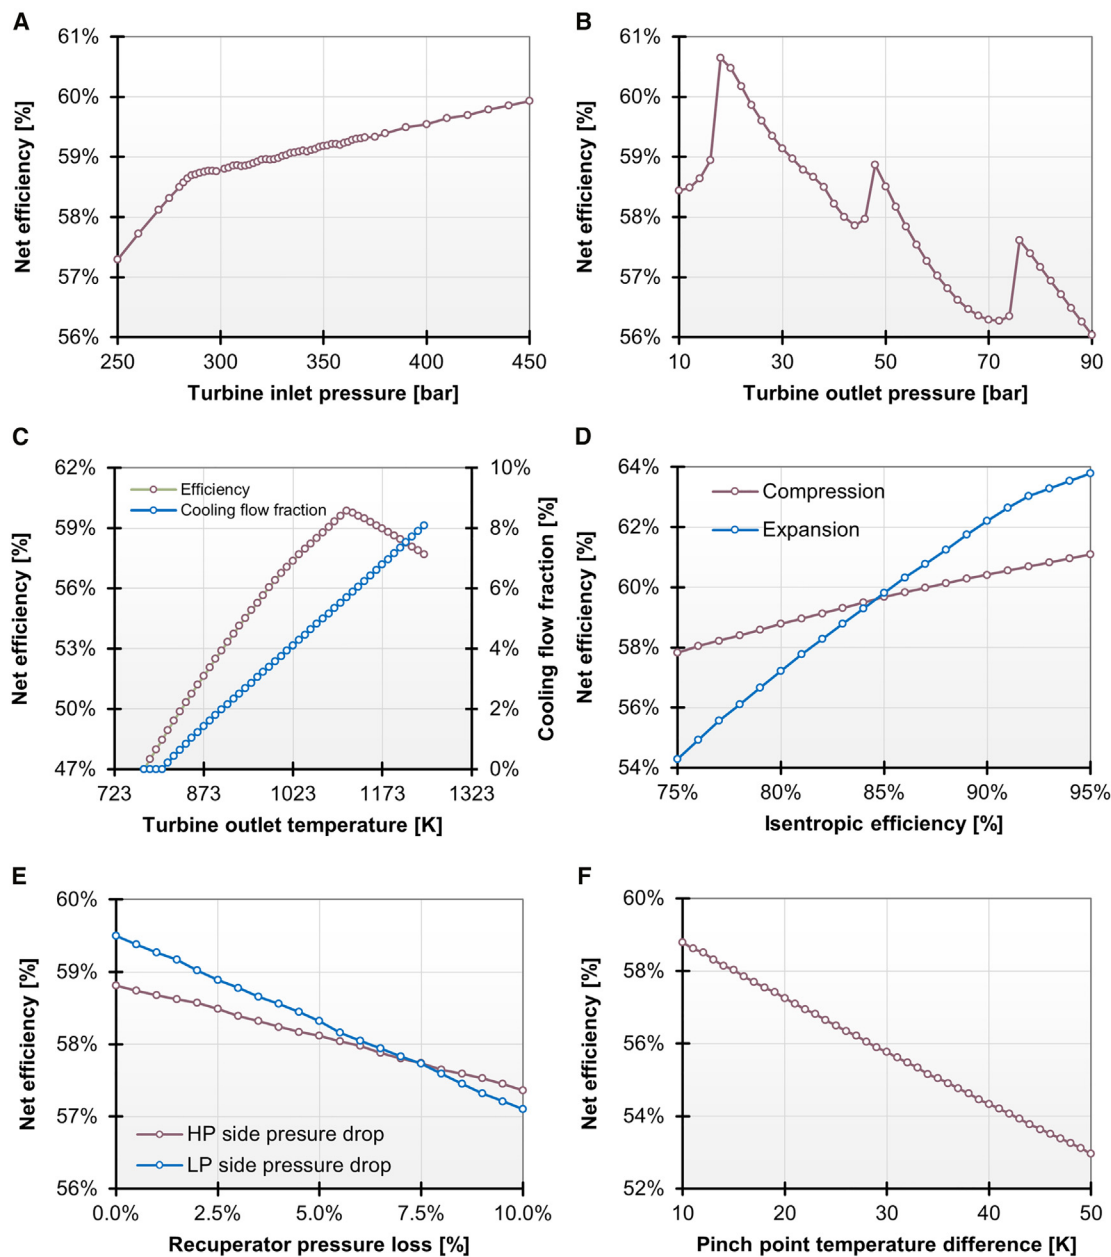 A
Net efficiency [%]
61%
60%
59%
58%
57%
56%
250 300 350 400 450
Turbine inlet pressure [bar]
B
Net efficiency [%]
61%
60%
59%
58%
57%
56%
10 30 50 70 90
Turbine outlet pressure [bar]
C
Net efficiency [%]
62%
59%
56%
53%
50%
47%
Efficiency
Cooling flow fraction
10%
8%
6%
4%
2%
0%
Cooling flow fraction [%]
723 873 1023 1173 1323
Turbine outlet temperature [K]
D
Net efficiency [%]
64%
62%
60%
58%
56%
54%
Compression
Expansion
75% 80% 85% 90% 95%
Isentropic efficiency [%]
E
Net efficiency [%]
60%
59%
58%
57%
56%
HP side presure drop
LP side pressure drop
0.0% 2.5% 5.0% 7.5% 10.0%
Recuperator pressure loss [%]
F
Net efficiency [%]
60%
58%
56%
54%
52%
10 20 30 40 50
Pinch point temperature difference [K]